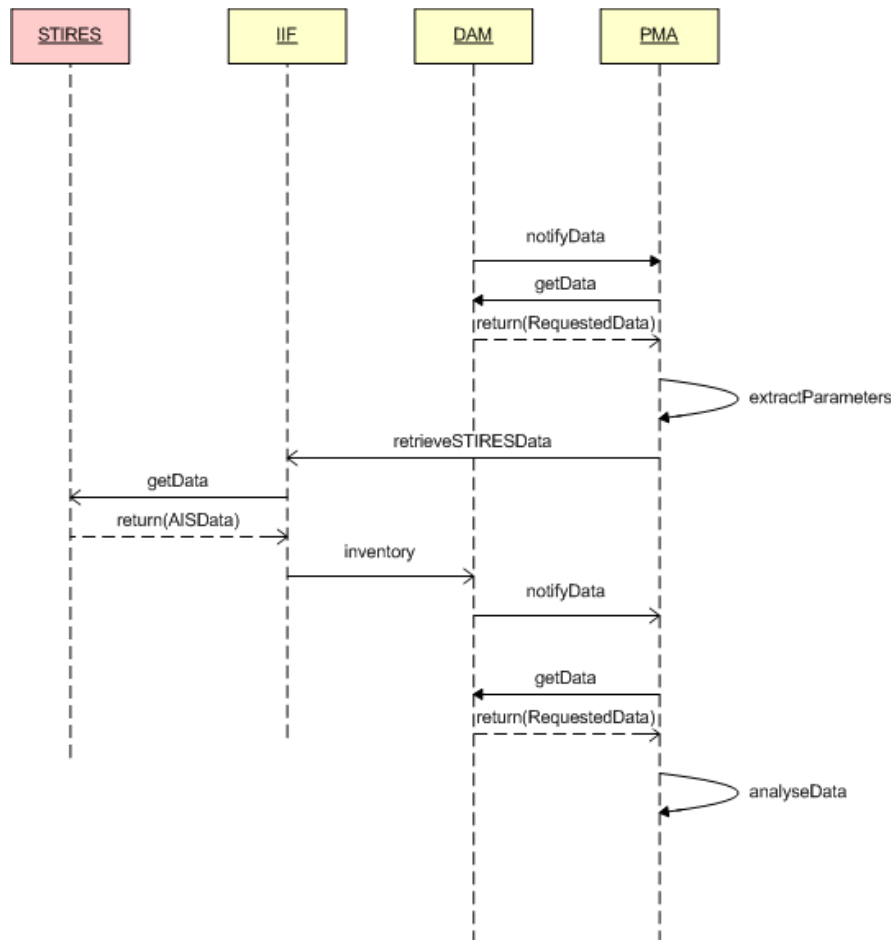 STIRES
IIF
DAM
PMA
notifyData
getData
return(RequestedData)
extractParameters
retrieveSTIRESData
getData
return(AISData)
inventory
notifyData
getData
return(RequestedData)
analyseData